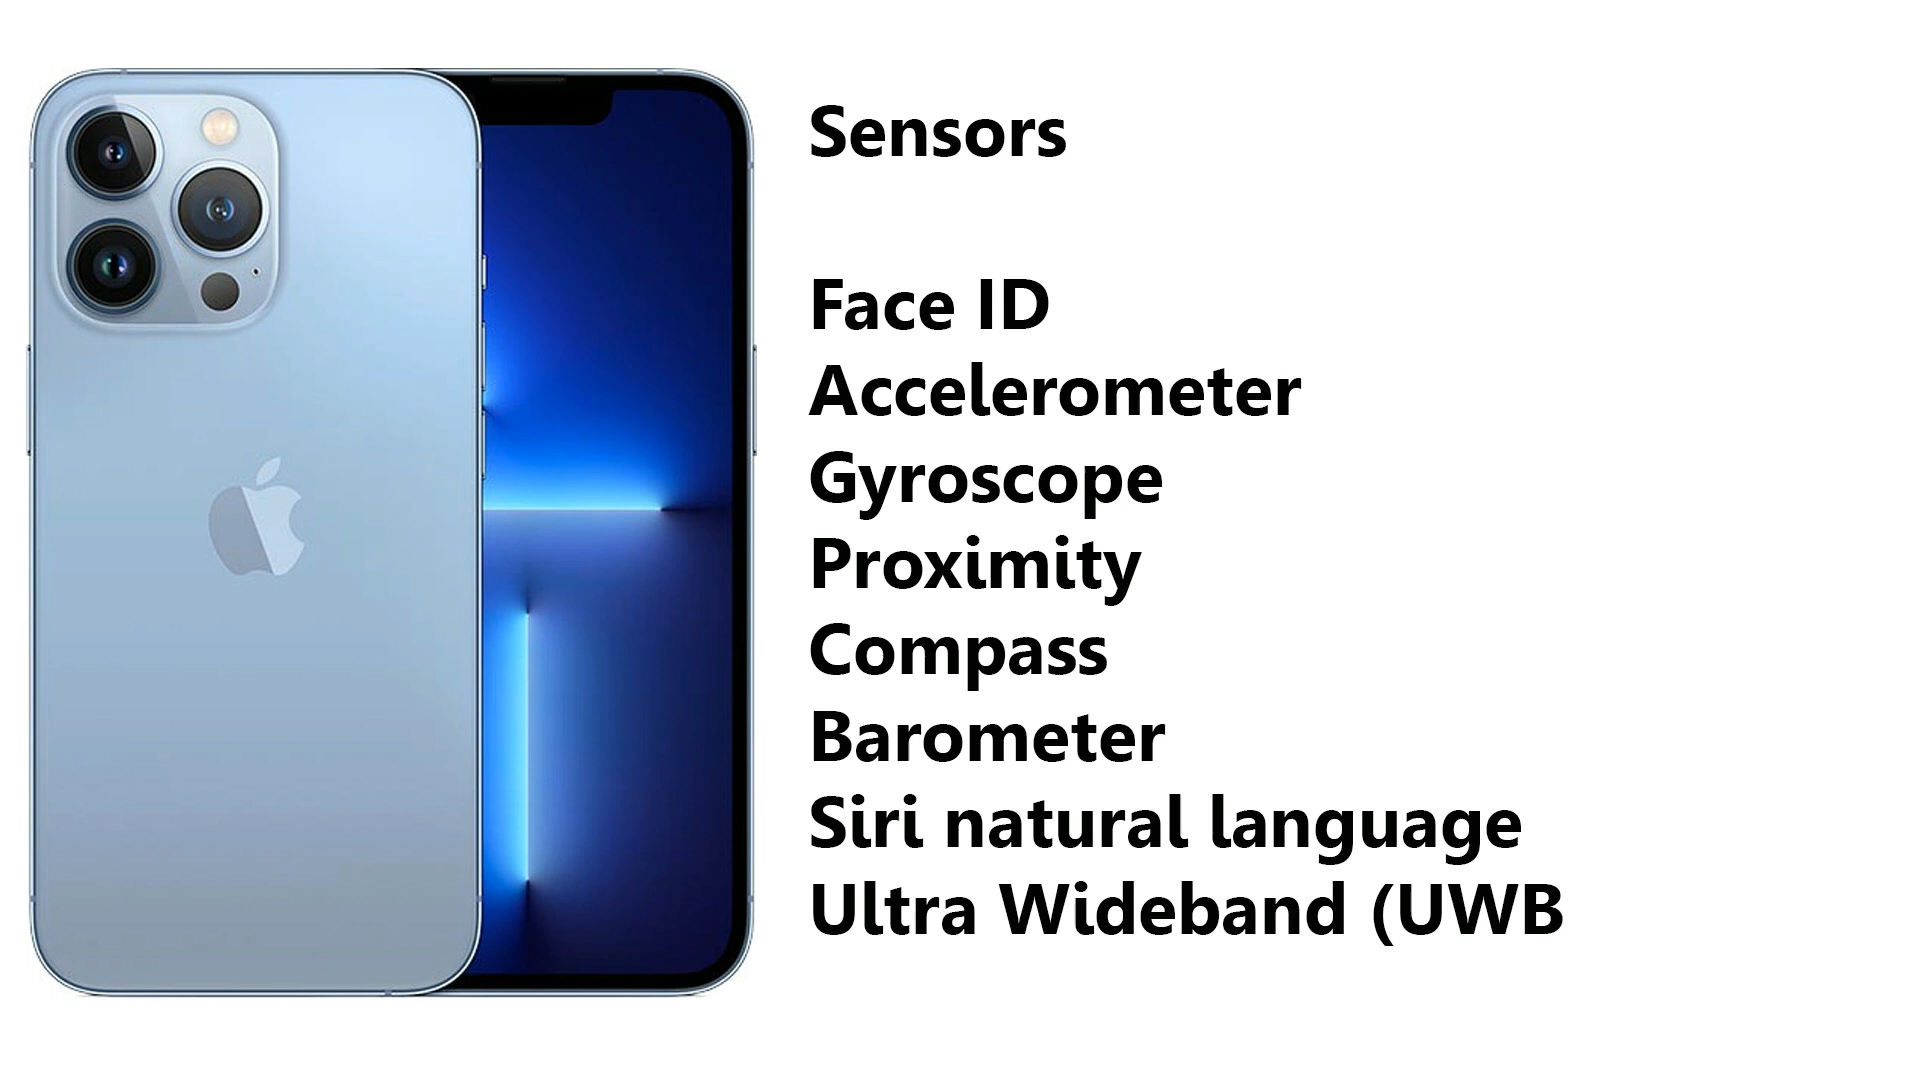 Sensors
Face ID
Accelerometer
Gyroscope
Proximity
Compass
Barometer
Siri natural language
Ultra Wideband (UWB